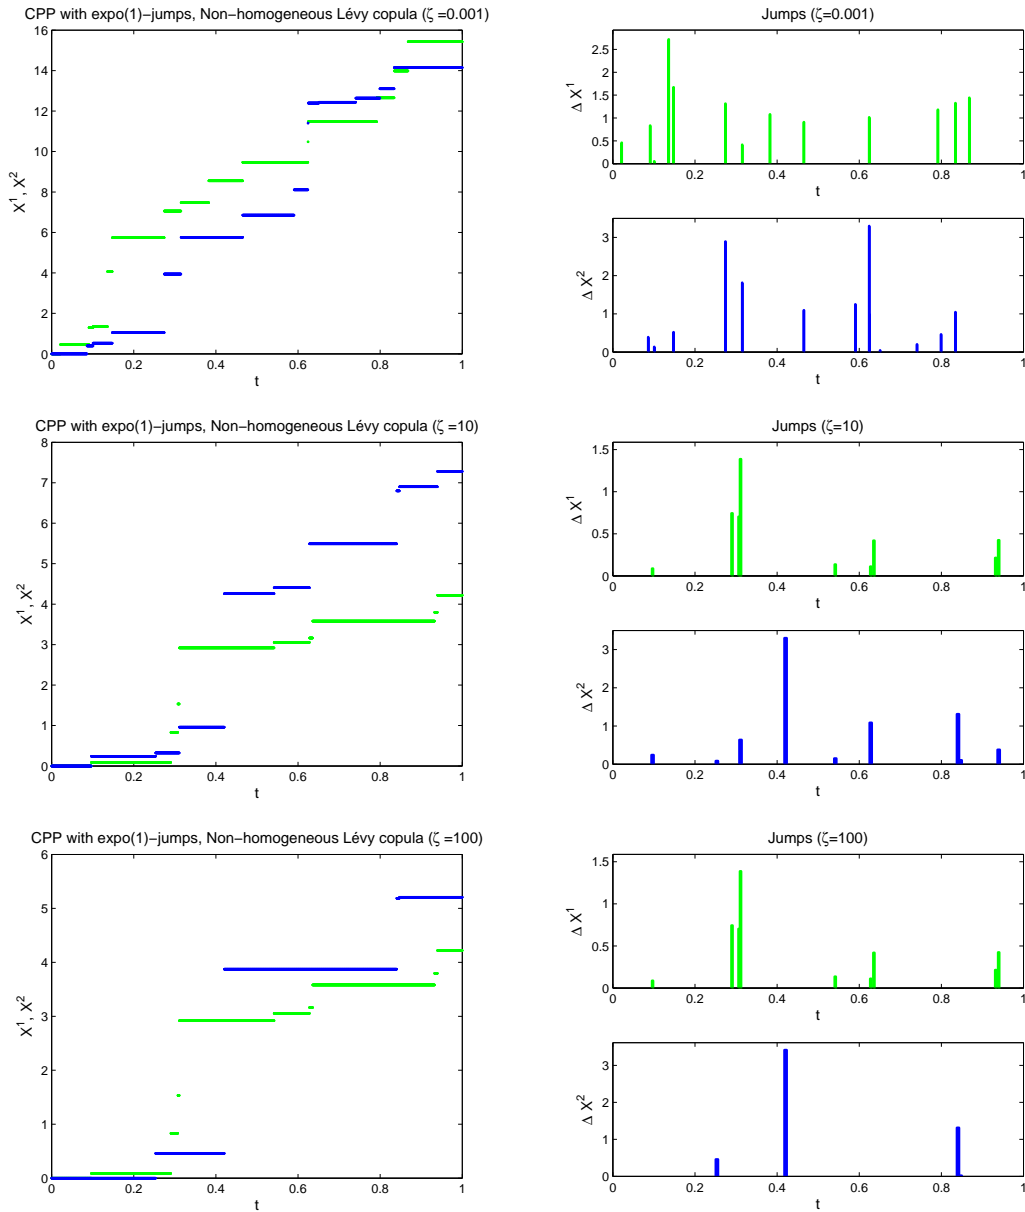 CPP with expo(1)−jumps, Non−homogeneous Lévy copula (ζ =0.001)
16
14
12
10
8
6
4
2
0
X¹, X²
0 0.2 0.4 0.6 0.8 1
t
Jumps (ζ=0.001)
2.5
2
1.5
1
0.5
0
Δ X¹
0 0.2 0.4 0.6 0.8 1
t
3
2
1
0
Δ X²
0 0.2 0.4 0.6 0.8 1
t
CPP with expo(1)−jumps, Non−homogeneous Lévy copula (ζ =10)
8
7
6
5
4
3
2
1
0
X¹, X²
0 0.2 0.4 0.6 0.8 1
t
Jumps (ζ=10)
1.5
1
0.5
0
Δ X¹
0 0.2 0.4 0.6 0.8 1
t
3
2
1
0
Δ X²
0 0.2 0.4 0.6 0.8 1
t
CPP with expo(1)−jumps, Non−homogeneous Lévy copula (ζ =100)
6
5
4
3
2
1
0
X¹, X²
0 0.2 0.4 0.6 0.8 1
t
Jumps (ζ=100)
1.5
1
0.5
0
Δ X¹
0 0.2 0.4 0.6 0.8 1
t
3
2
1
0
Δ X²
0 0.2 0.4 0.6 0.8 1
t